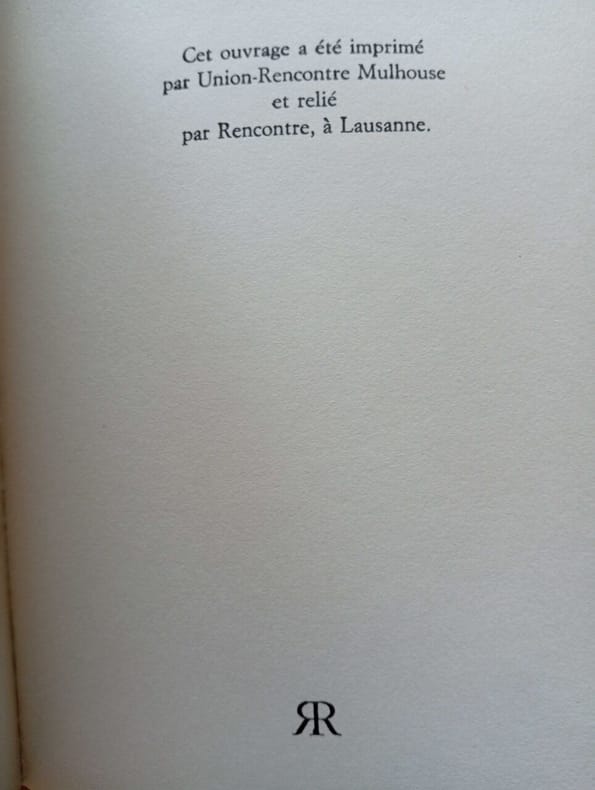 Cet ouvrage a été imprimé
par Union-Rencontre Mulhouse
et relié
par Rencontre, à Lausanne.
RR